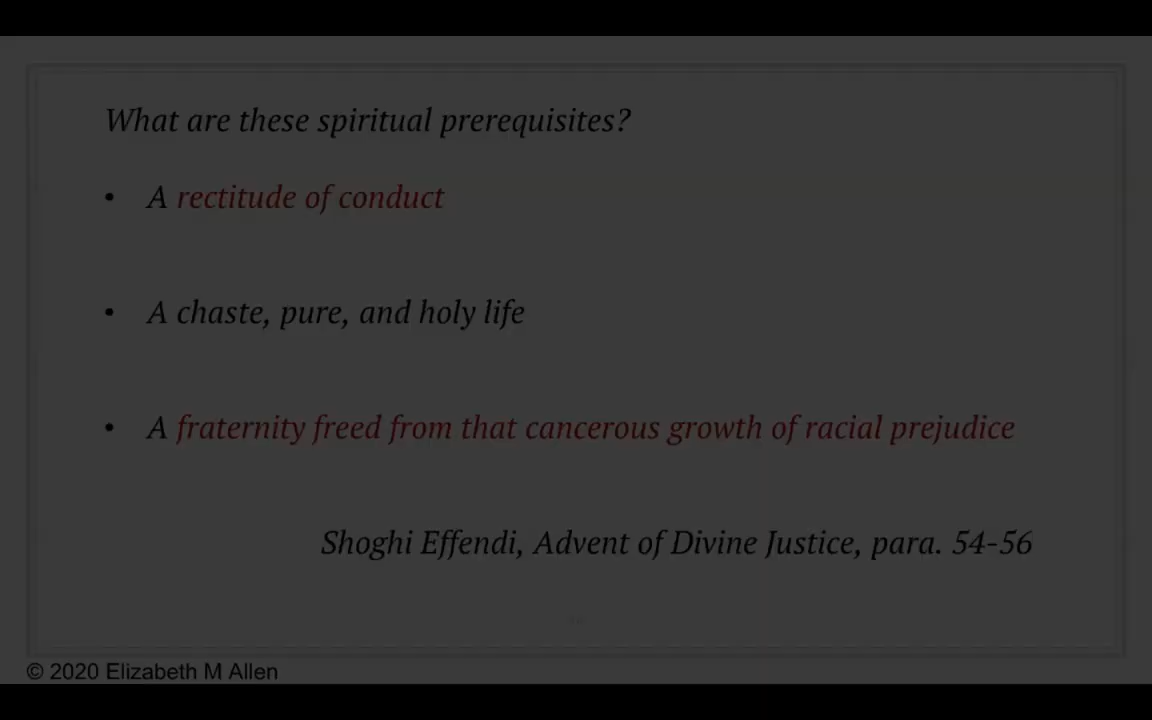 What are these spiritual prerequisites?
• A rectitude of conduct
• A chaste, pure, and holy life
• A fraternity freed from that cancerous growth of racial prejudice
Shoghi Effendi, Advent of Divine Justice, para. 54-56
© 2020 Elizabeth M Allen